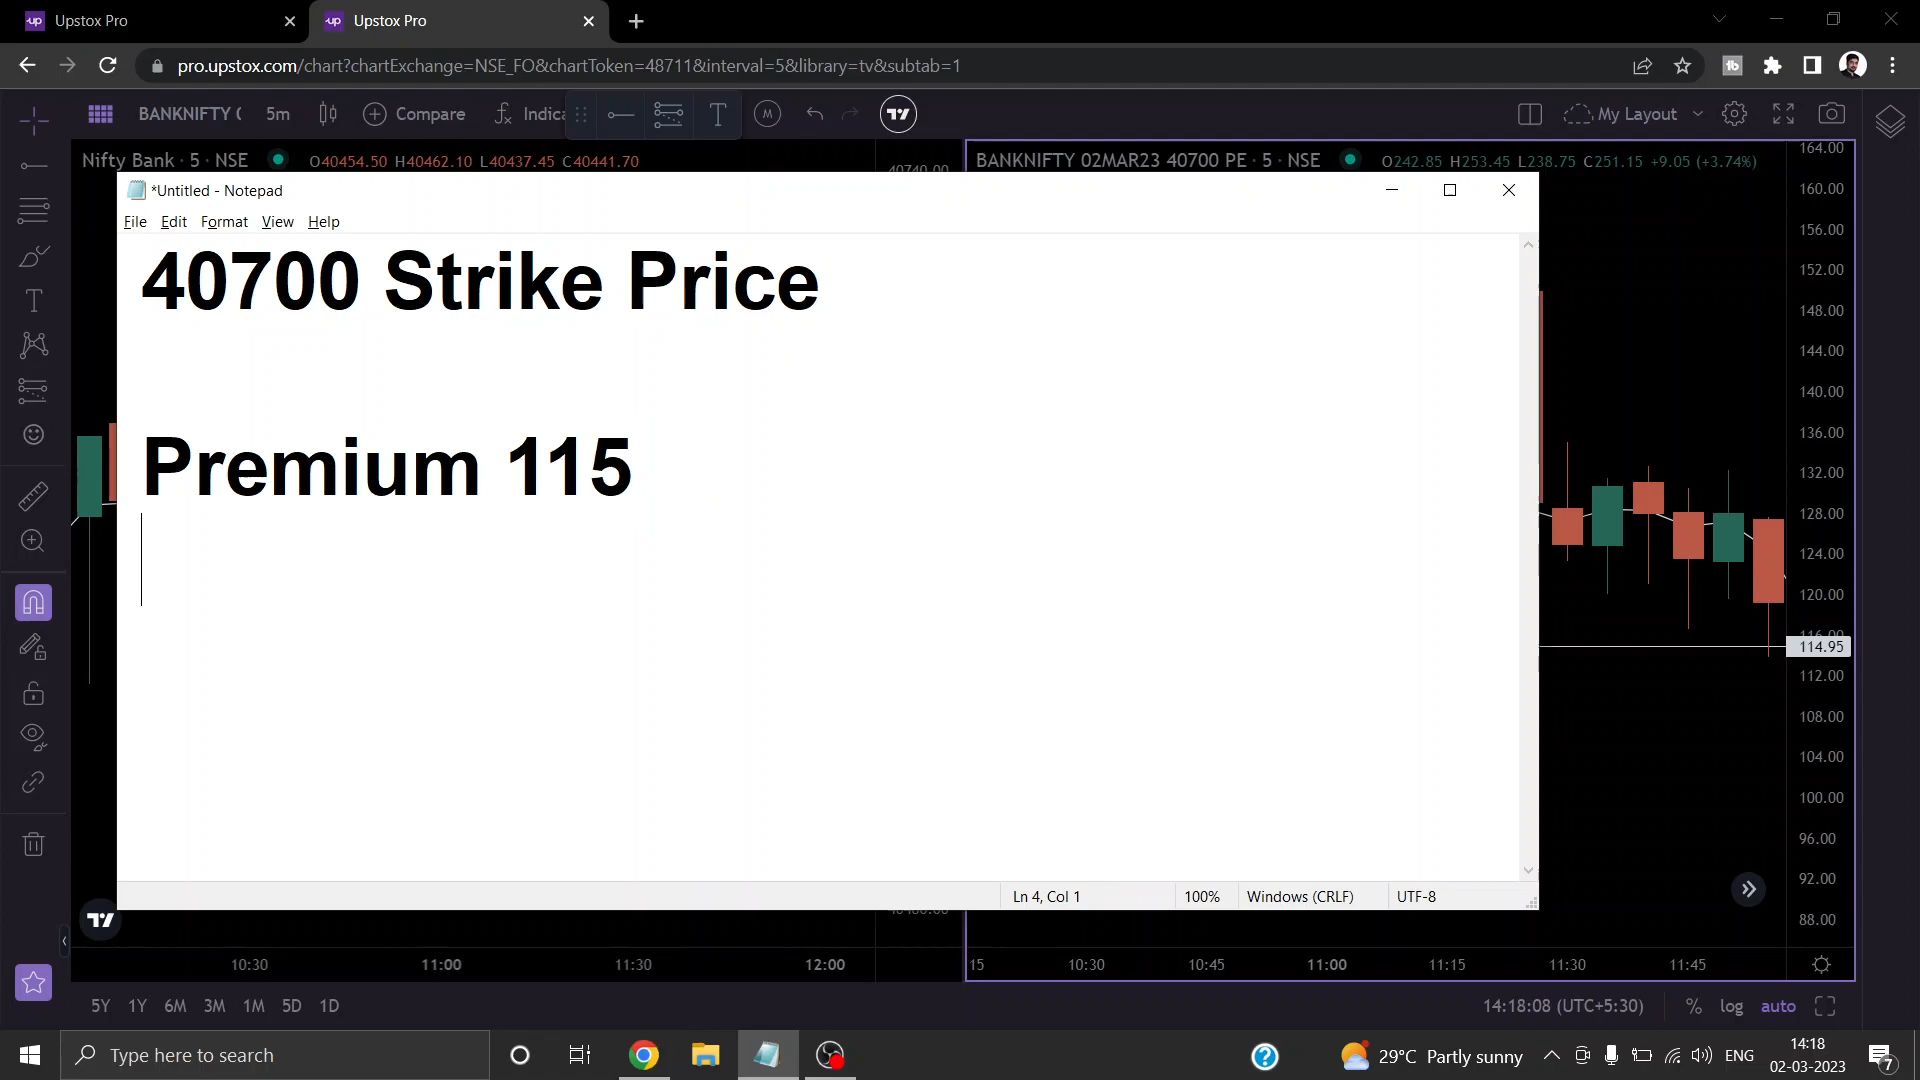 up Upstox Pro
up Upstox Pro
pro.upstox.com/chart?chartExchange=NSE_FO&chartToken=48711&interval=5&library=tv&subtab=1
BANKNIFTY 5m Compare Indica T M My Layout
Nifty Bank · 5 · NSE O40454.50 H40462.10 L40437.45 C40441.70
BANKNIFTY 02MAR23 40700 PE · 5 · NSE O242.85 H253.45 L238.75 C251.15 +9.05 (+3.74%)
*Untitled - Notepad
File Edit Format View Help
40700 Strike Price
Premium 115
Ln 4, Col 1 100% Windows (CRLF) UTF-8
164.00
160.00
156.00
152.00
148.00
144.00
140.00
136.00
132.00
128.00
124.00
120.00
116.00
114.95
112.00
108.00
104.00
100.00
96.00
92.00
88.00
10:30 11:00 11:30 12:00
15 10:30 10:45 11:00 11:15 11:30 11:45
5Y 1Y 6M 3M 1M 5D 1D
14:18:08 (UTC+5:30) % log auto
Type here to search
29°C Partly sunny ENG
14:18
02-03-2023
7